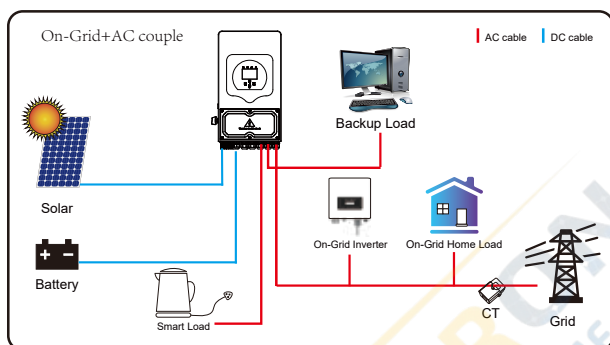 On-Grid+AC couple
AC cable
DC cable
Backup Load
Solar
On-Grid Inverter
On-Grid Home Load
Battery
Smart Load
CT
Grid